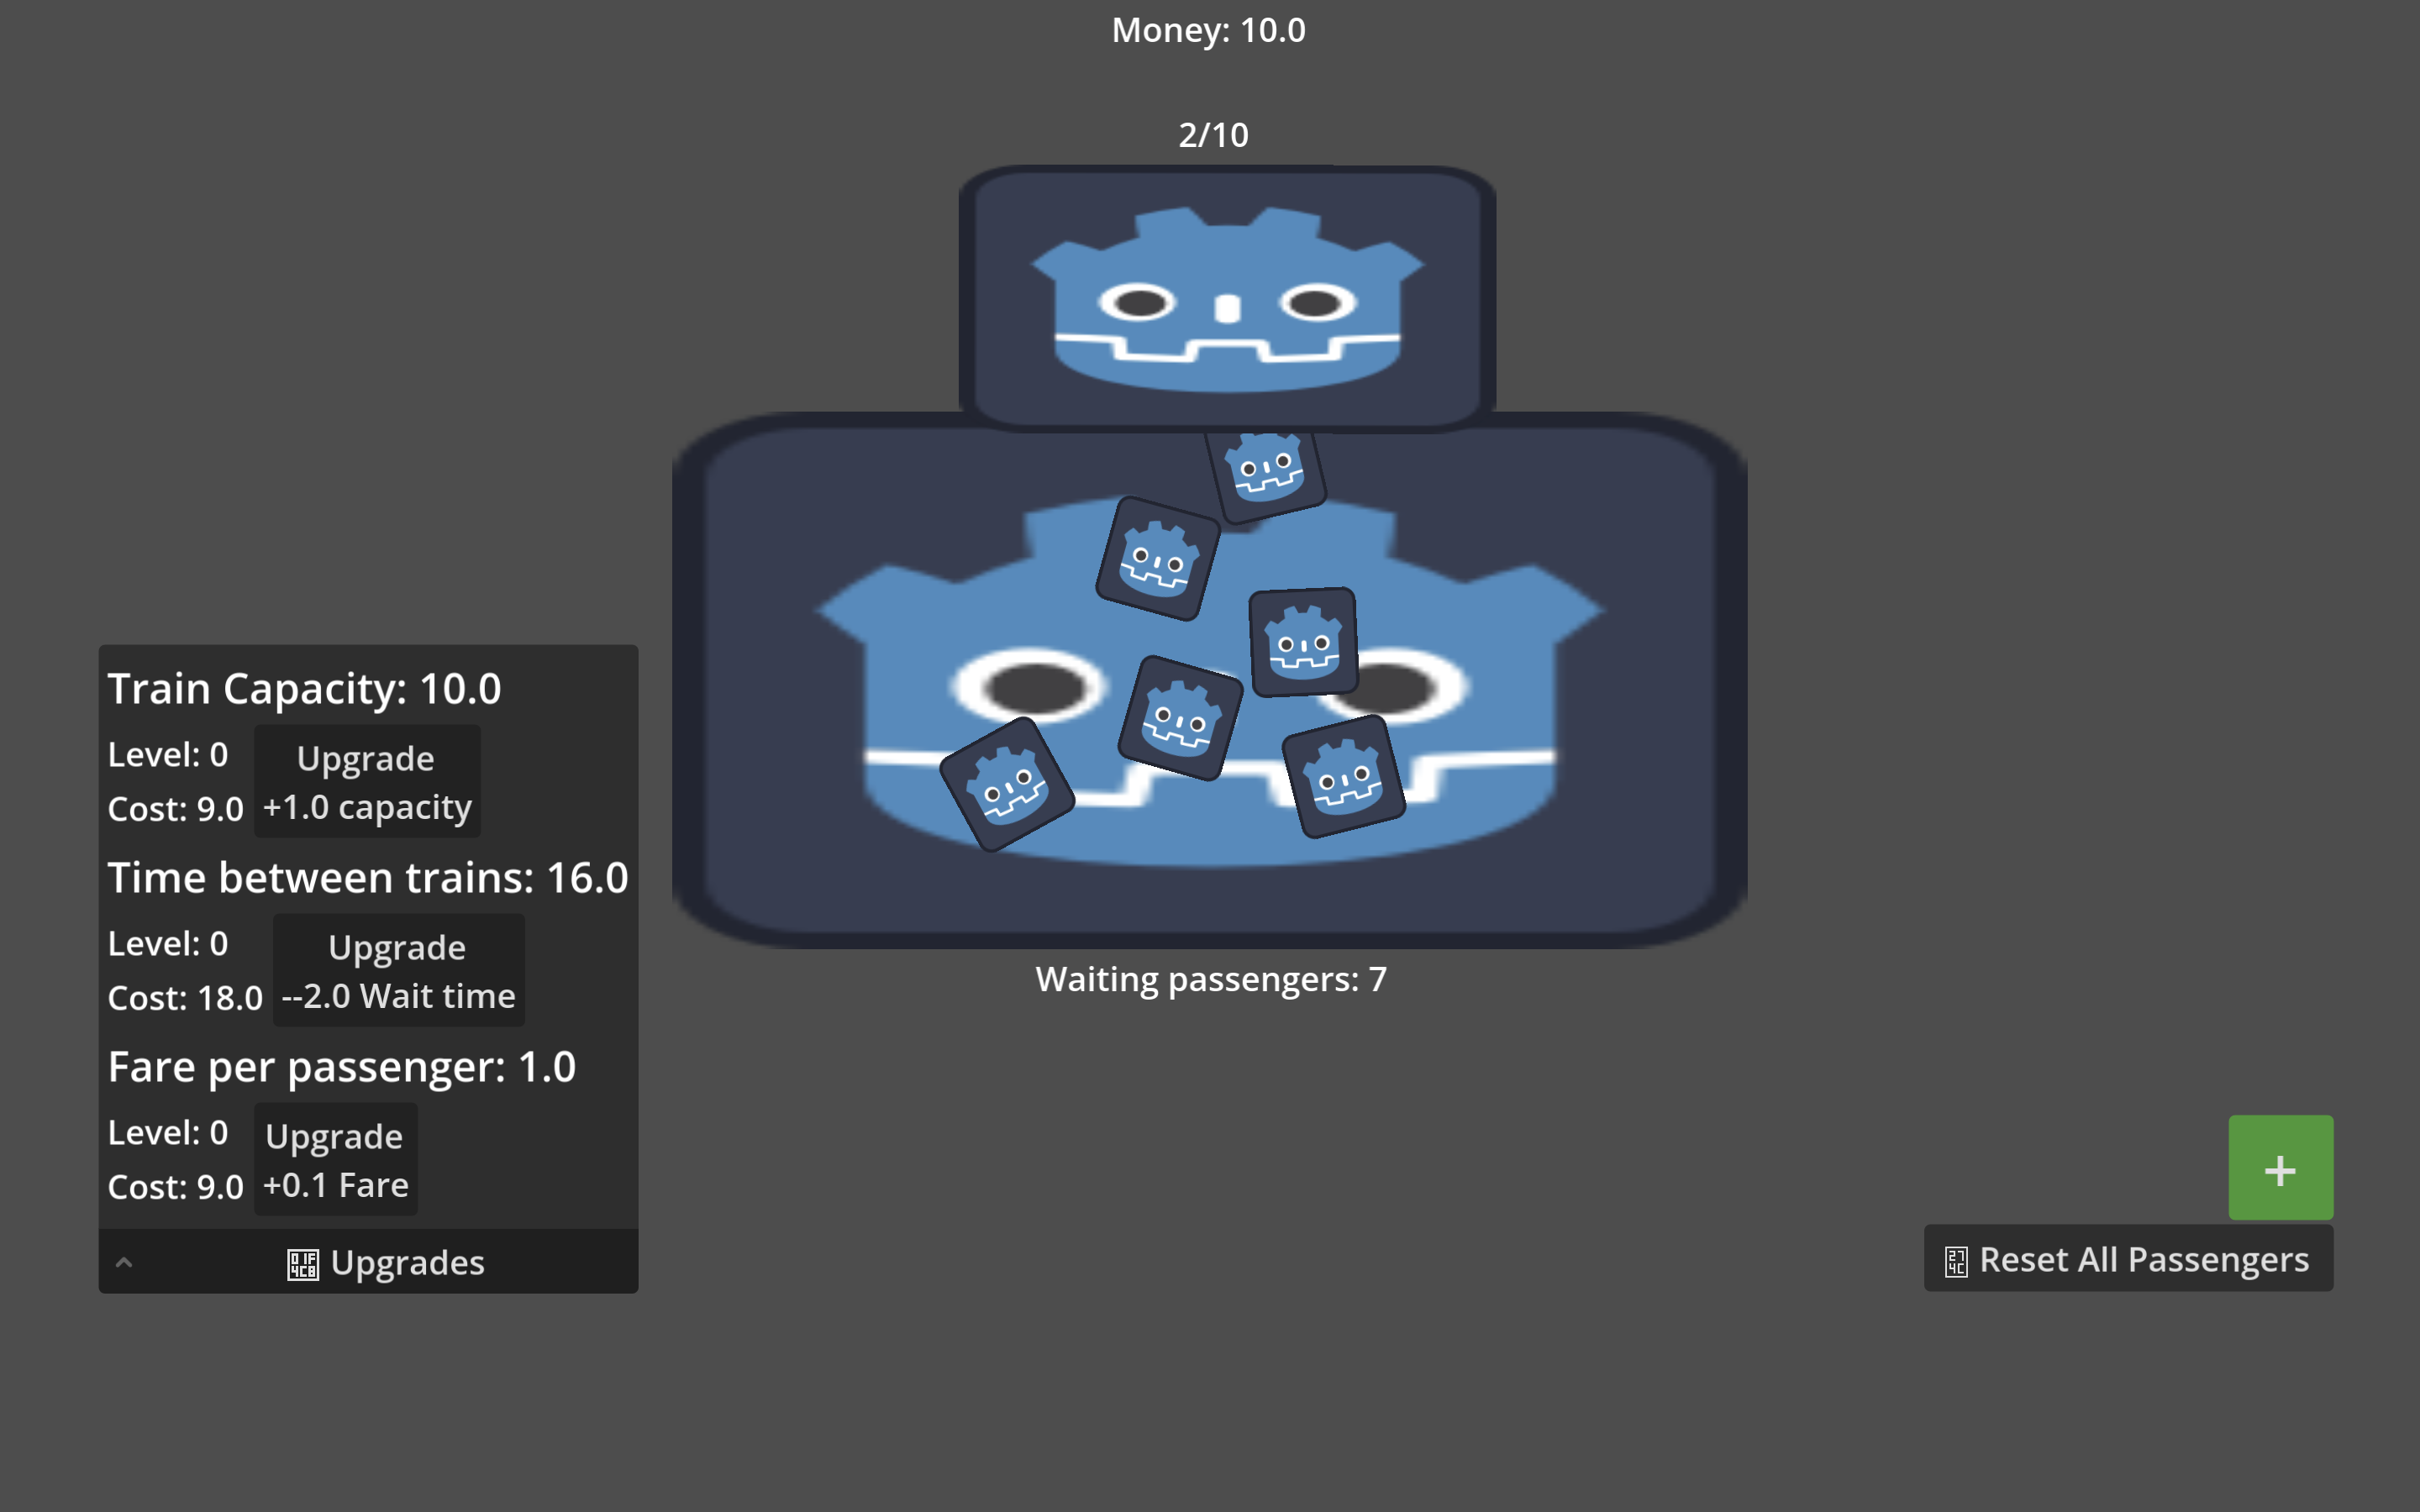 Money: 10.0
2/10
Train Capacity: 10.0
Level: 0
Cost: 9.0
Upgrade
+1.0 capacity
Time between trains: 16.0
Level: 0
Cost: 18.0
Upgrade
--2.0 Wait time
Fare per passenger: 1.0
Level: 0
Cost: 9.0
Upgrade
+0.1 Fare
Upgrades
Waiting passengers: 7
+
Reset All Passengers